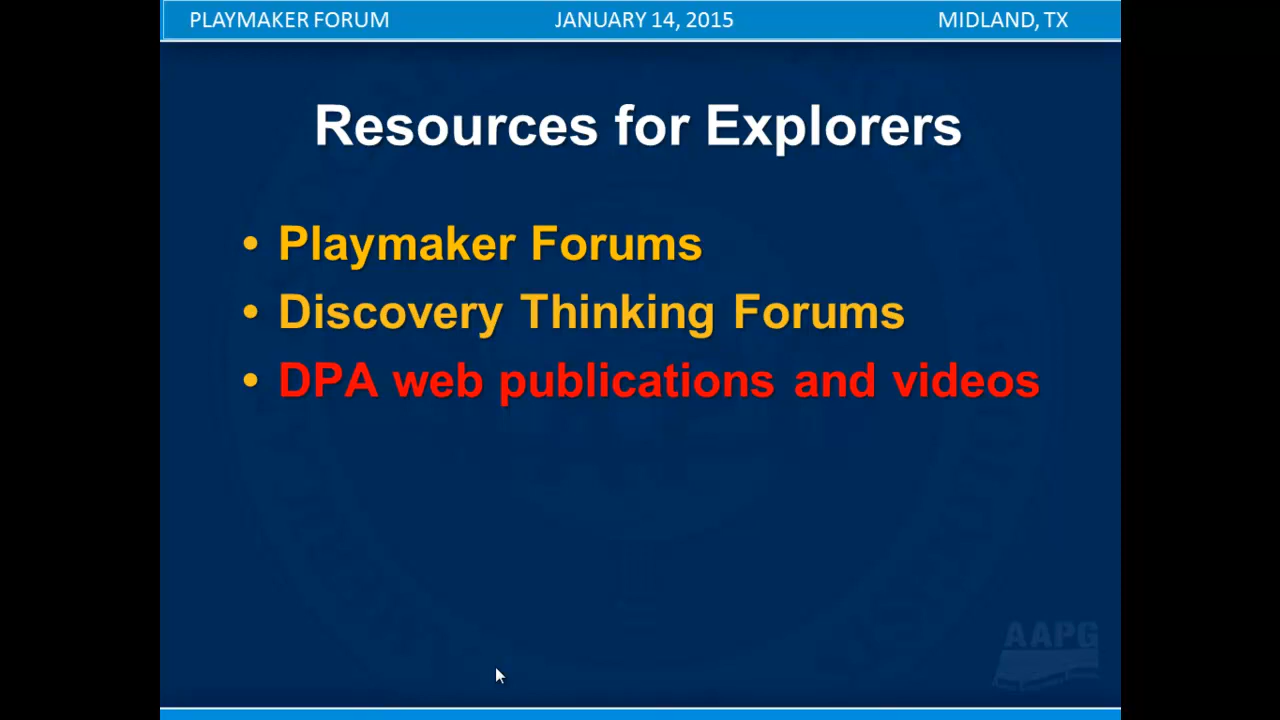 PLAYMAKER FORUM JANUARY 14, 2015 MIDLAND, TX
Resources for Explorers
• Playmaker Forums
• Discovery Thinking Forums
• DPA web publications and videos
AAPG